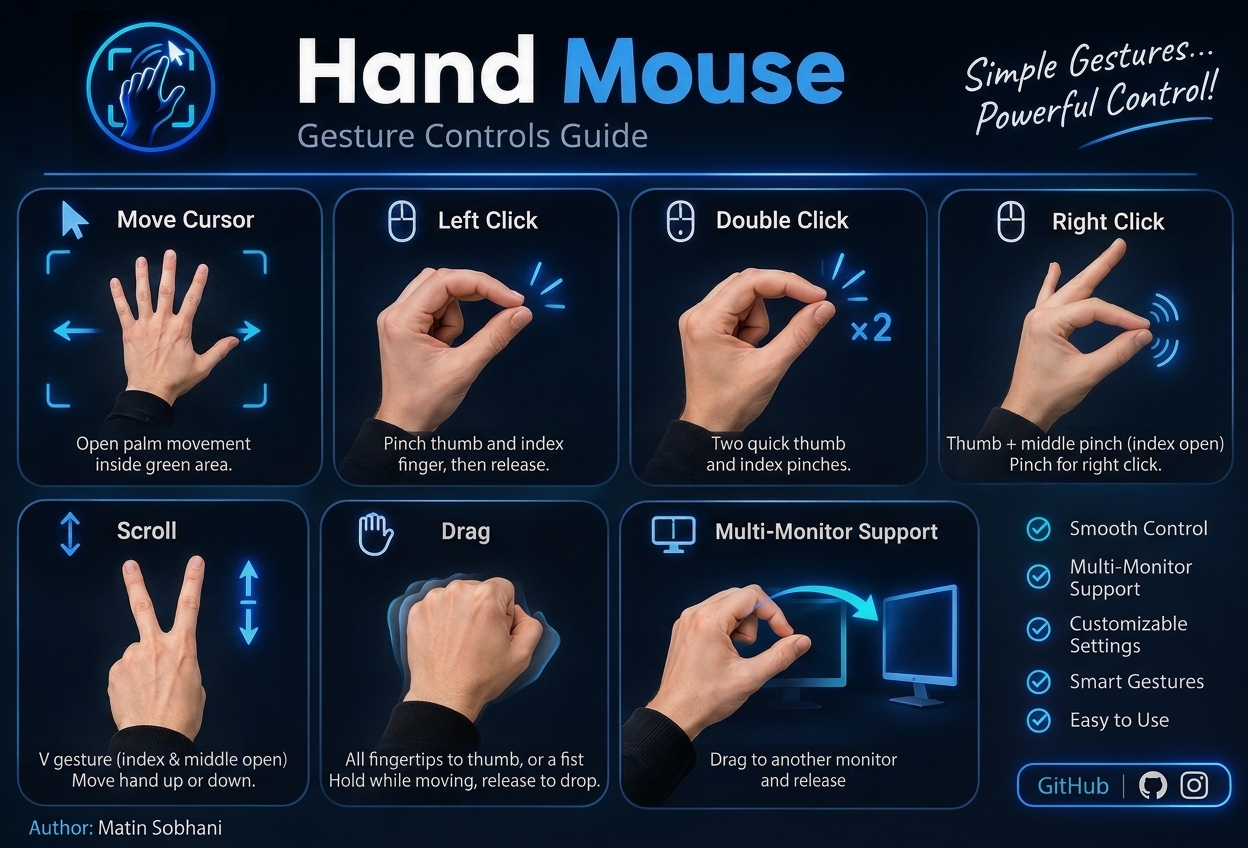 Hand Mouse
Gesture Controls Guide
Simple Gestures...
Powerful Control!
Move Cursor
Open palm movement
inside green area.
Left Click
Pinch thumb and index
finger, then release.
Double Click
x2
Two quick thumb
and index pinches.
Right Click
Thumb + middle pinch (index open)
Pinch for right click.
Scroll
V gesture (index & middle open)
Move hand up or down.
Drag
All fingertips to thumb, or a fist
Hold while moving, release to drop.
Multi-Monitor Support
Drag to another monitor
and release
Smooth Control
Multi-Monitor
Support
Customizable
Settings
Smart Gestures
Easy to Use
GitHub
Author: Matin Sobhani